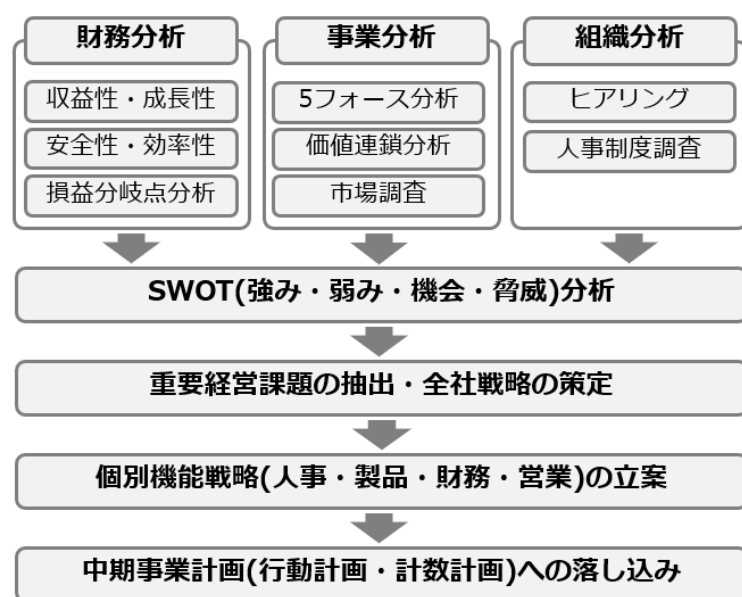 財務分析
収益性・成長性
安全性・効率性
損益分岐点分析
事業分析
5フォース分析
価値連鎖分析
市場調査
組織分析
ヒアリング
人事制度調査
SWOT(強み・弱み・機会・脅威)分析
重要経営課題の抽出・全社戦略の策定
個別機能戦略(人事・製品・財務・営業)の立案
中期事業計画(行動計画・計数計画)への落し込み